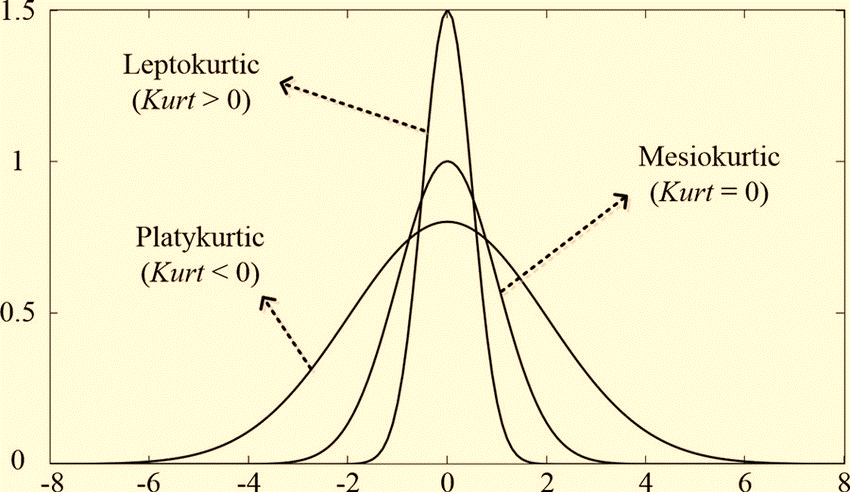 1.5
Leptokurtic
(Kurt > 0)
1
Mesiokurtic
(Kurt = 0)
Platykurtic
(Kurt < 0)
0.5
0
-8 -6 -4 -2 0 2 4 6 8